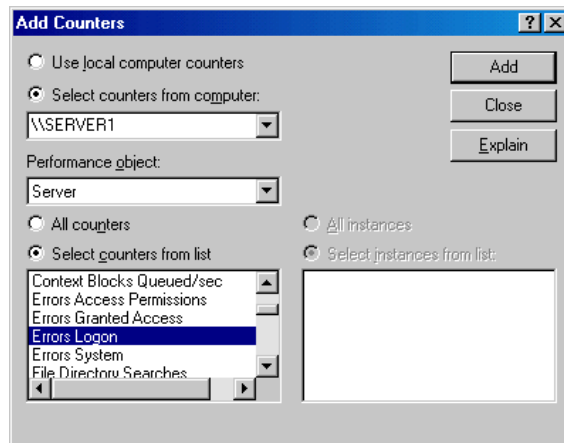 Add Counters
Use local computer counters
Select counters from computer:
\\SERVER1
Performance object:
Server
All counters
Select counters from list
Context Blocks Queued/sec
Errors Access Permissions
Errors Granted Access
Errors Logon
Errors System
File Directory Searches
All instances
Select instances from list:
Add
Close
Explain